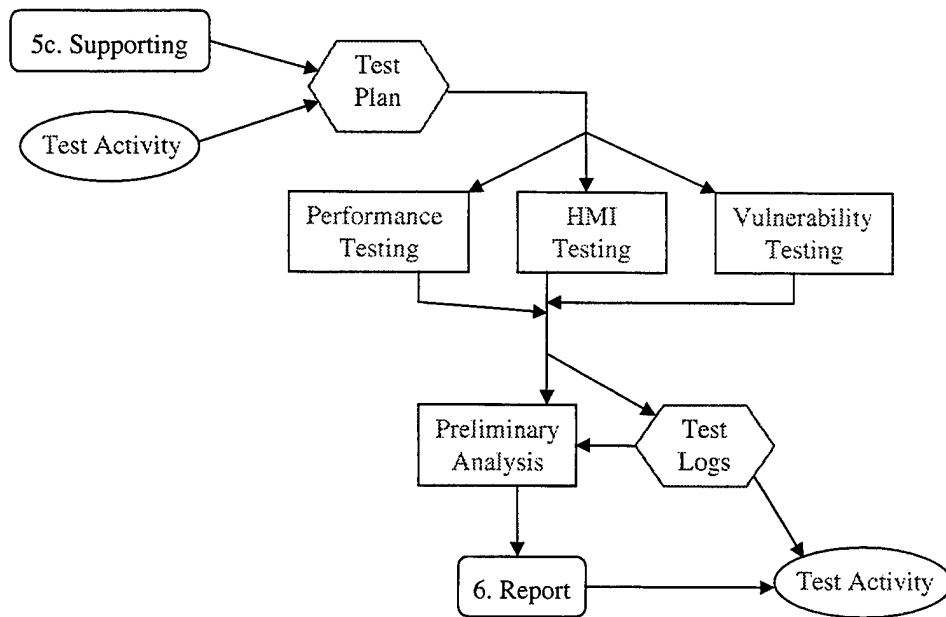 5c. Supporting
Test
Plan
Test Activity
Performance
Testing
HMI
Testing
Vulnerability
Testing
Preliminary
Analysis
Test
Logs
6. Report
Test Activity